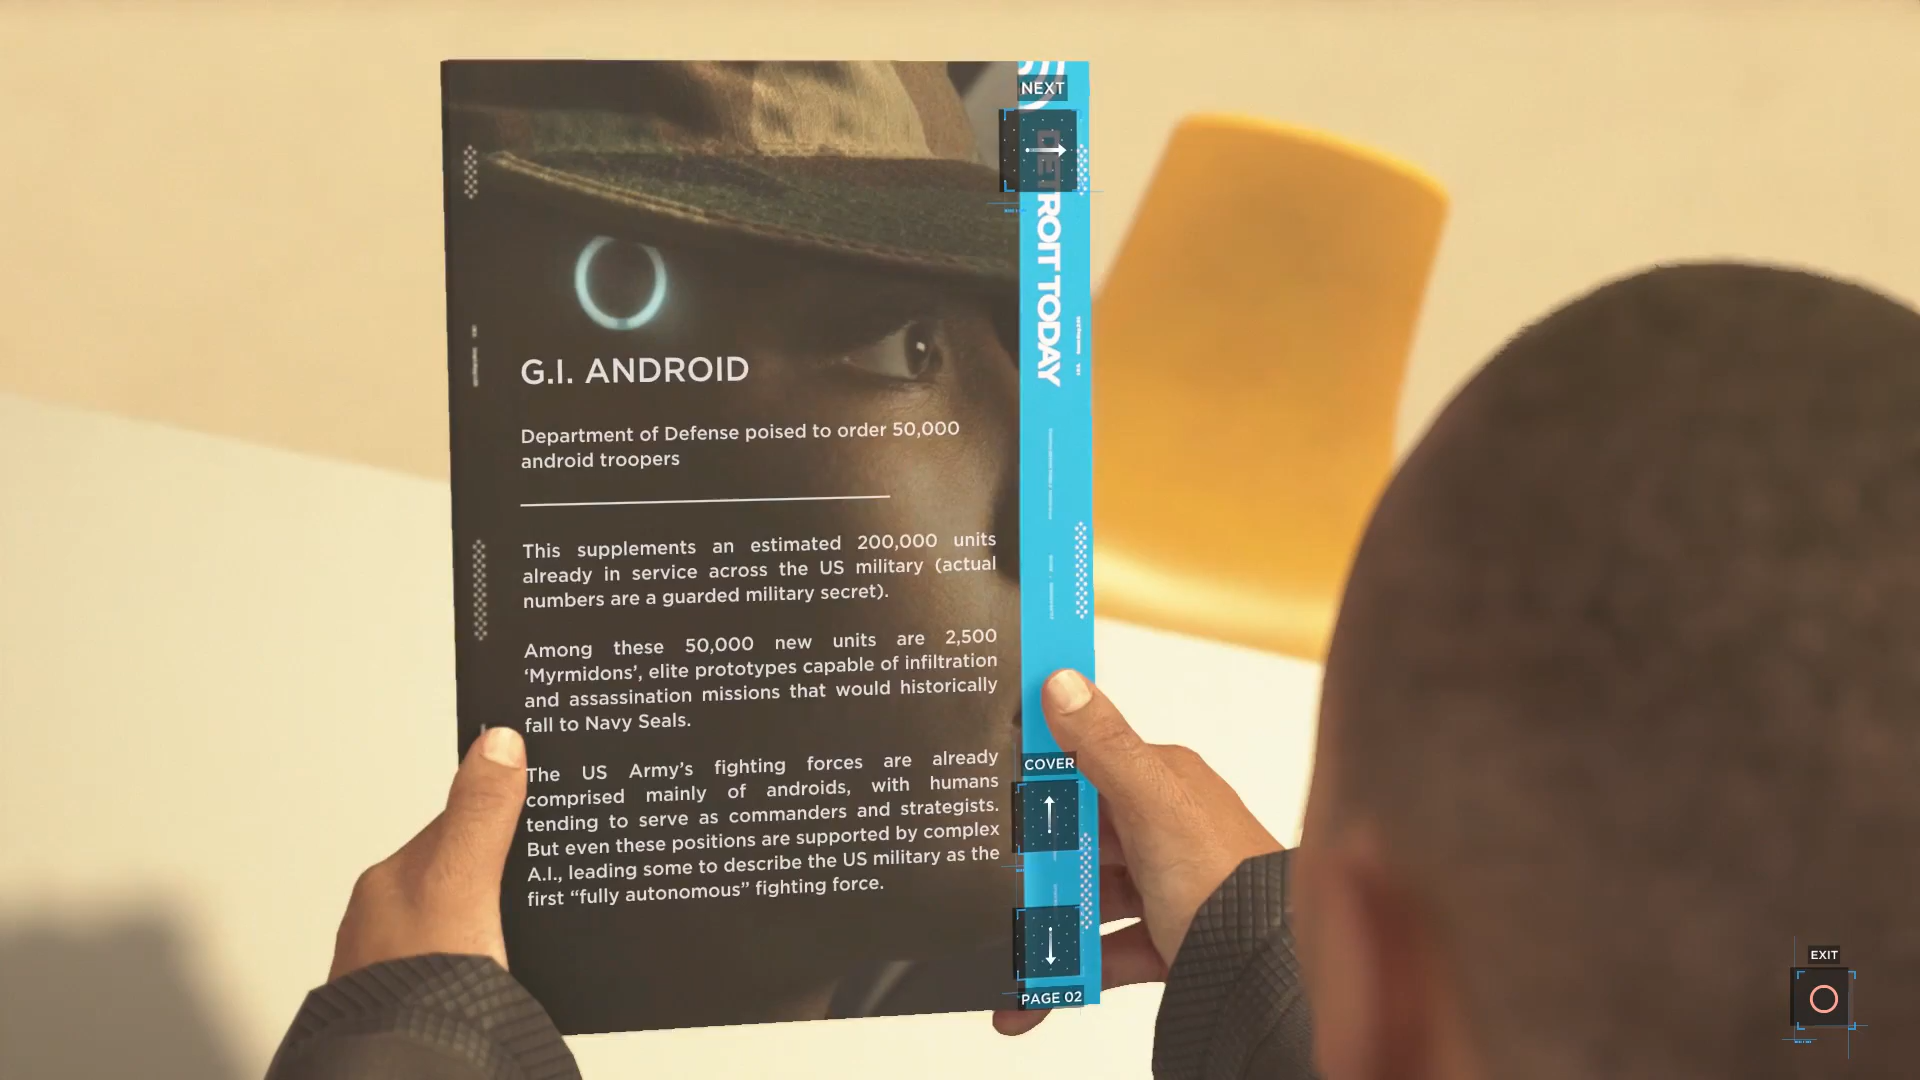 NEXT
DETROIT TODAY
G.I. ANDROID
Department of Defense poised to order 50,000
android troopers
This supplements an estimated 200,000 units
already in service across the US military (actual
numbers are a guarded military secret).
Among these 50,000 new units are 2,500
‘Myrmidons’, elite prototypes capable of infiltration
and assassination missions that would historically
fall to Navy Seals.
The US Army’s fighting forces are already
comprised mainly of androids, with humans
tending to serve as commanders and strategists.
But even these positions are supported by complex
A.I., leading some to describe the US military as the
first “fully autonomous” fighting force.
COVER
PAGE 02
EXIT